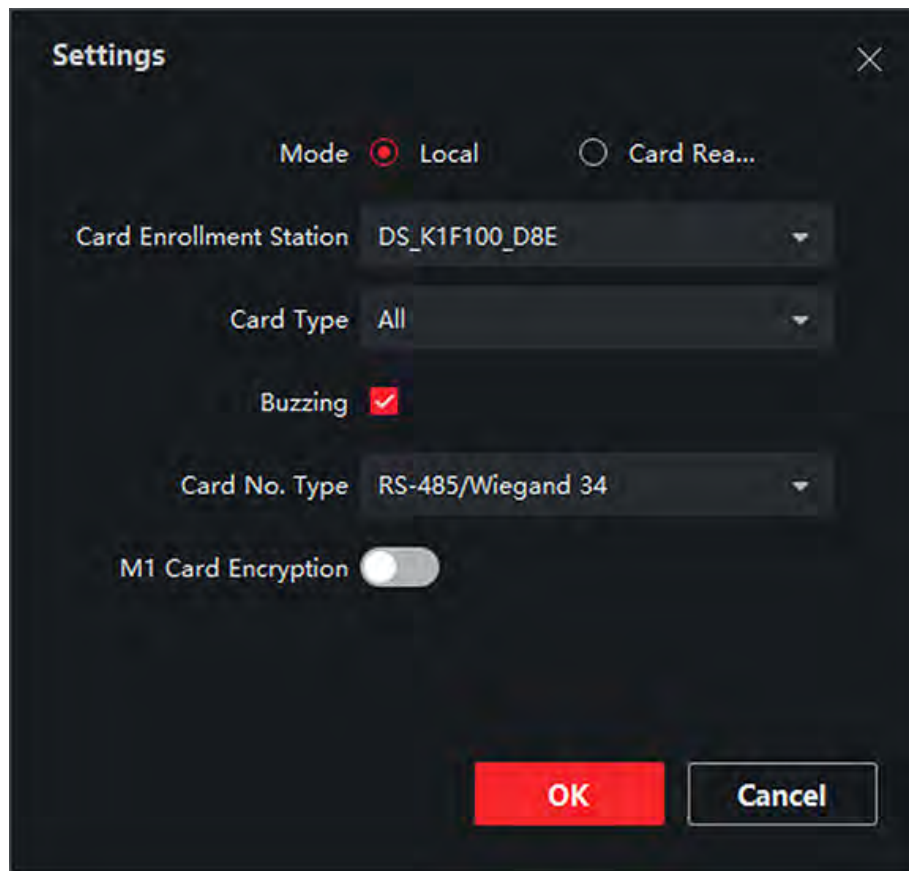 Settings
Mode Local Card Rea...
Card Enrollment Station DS_K1F100_D8E
Card Type All
Buzzing
Card No. Type RS-485/Wiegand 34
M1 Card Encryption
OK Cancel